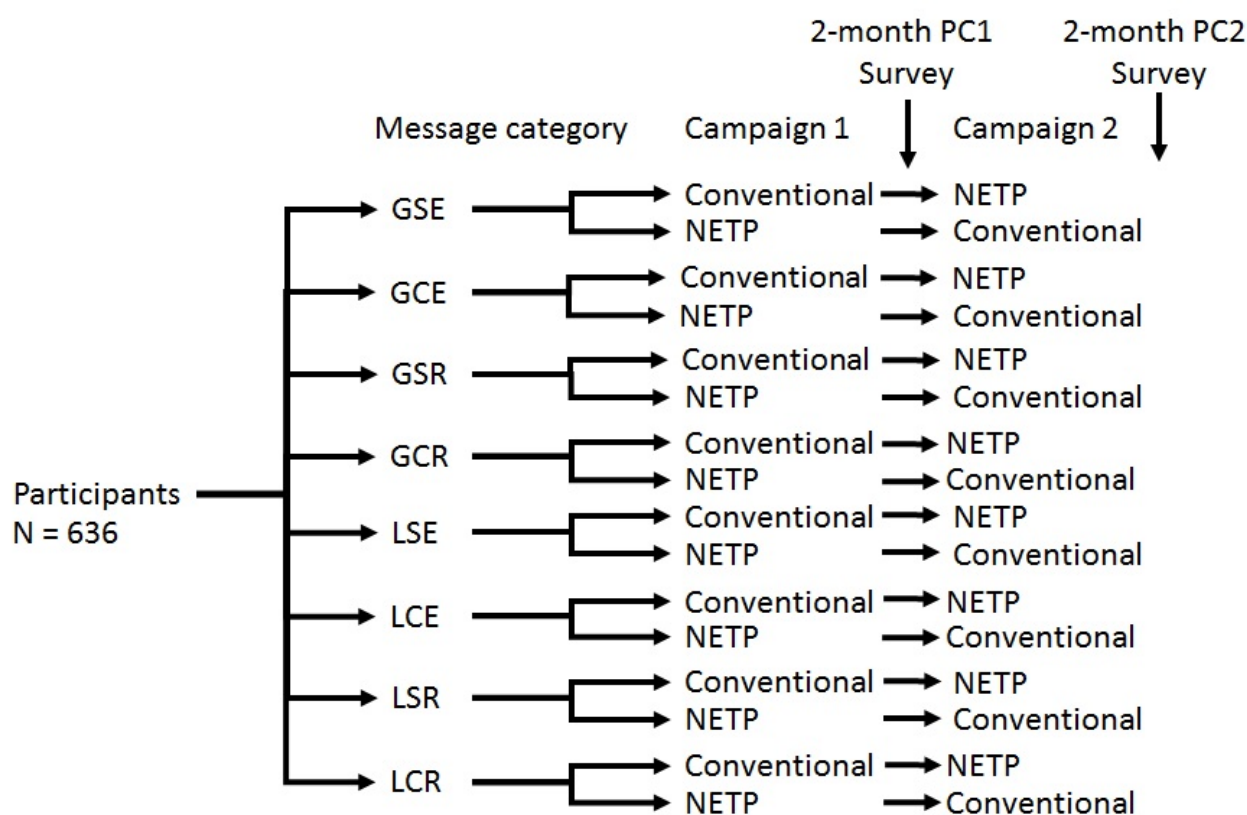 2-month PC1 Survey
2-month PC2 Survey
Message category
Campaign 1
Campaign 2
Participants
N = 636
GSE
Conventional
NETP
NETP
Conventional
GCE
Conventional
NETP
NETP
Conventional
GSR
Conventional
NETP
NETP
Conventional
GCR
Conventional
NETP
NETP
Conventional
LSE
Conventional
NETP
NETP
Conventional
LCE
Conventional
NETP
NETP
Conventional
LSR
Conventional
NETP
NETP
Conventional
LCR
Conventional
NETP
NETP
Conventional